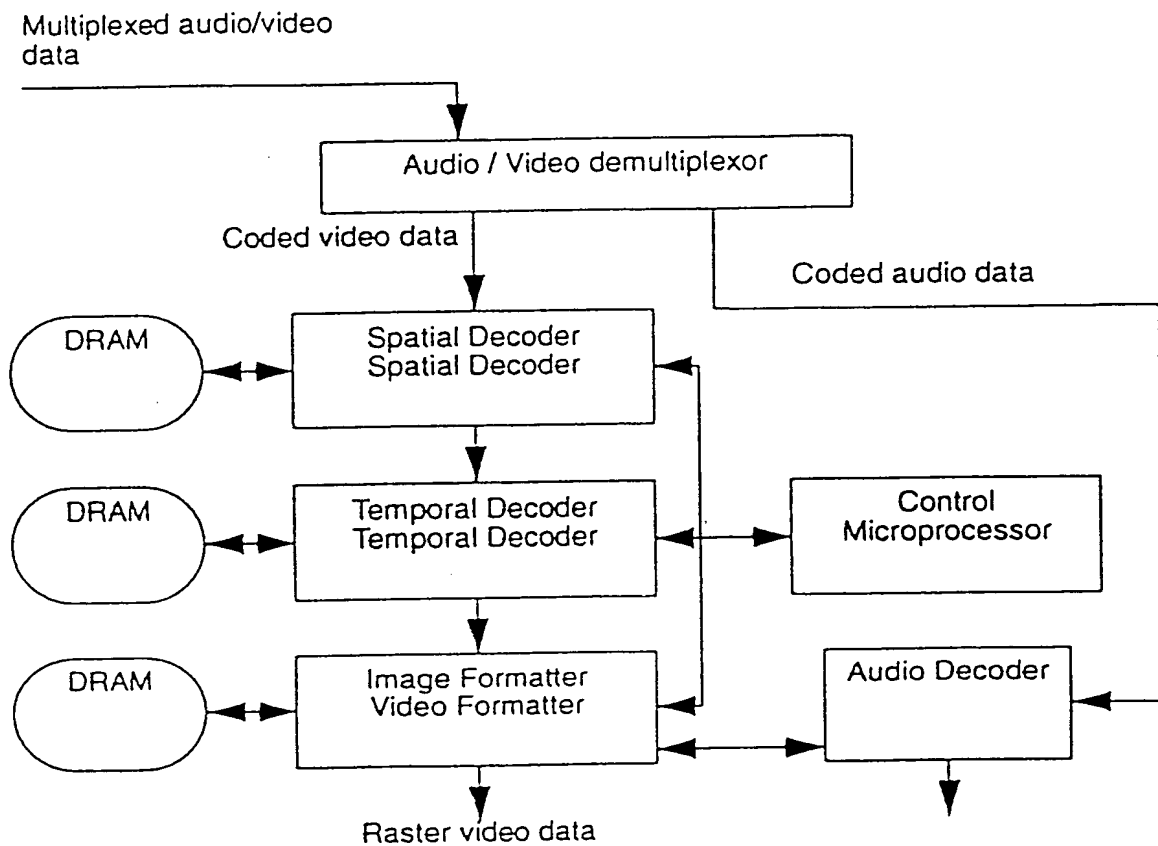 Multiplexed audio/video
data
Audio / Video demultiplexor
Coded video data
Coded audio data
DRAM
Spatial Decoder
Spatial Decoder
DRAM
Temporal Decoder
Temporal Decoder
Control
Microprocessor
DRAM
Image Formatter
Video Formatter
Audio Decoder
Raster video data